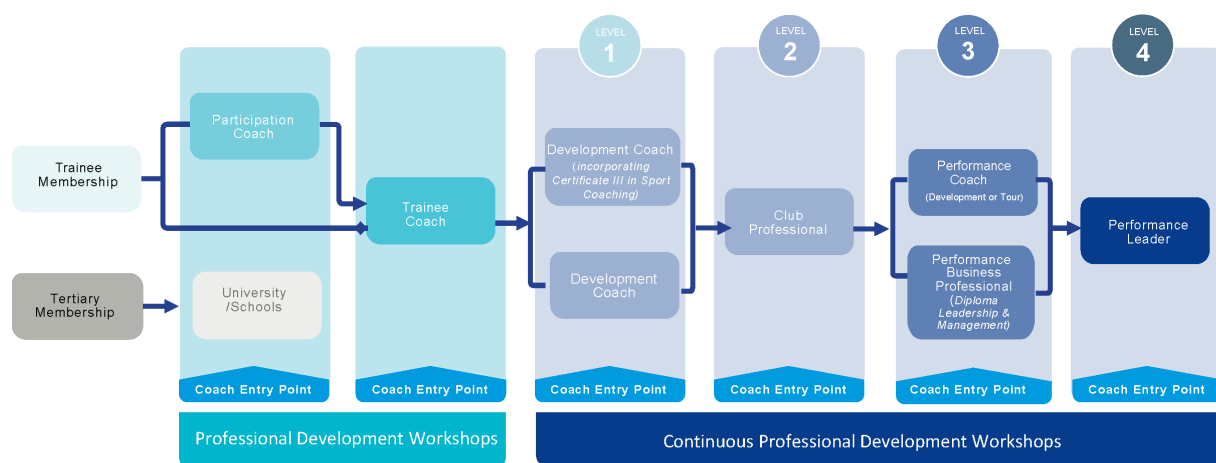 LEVEL
1
LEVEL
2
LEVEL
3
LEVEL
4
Trainee
Membership
Participation
Coach
Trainee
Coach
Development Coach
(incorporating
Certificate III in Sport
Coaching)
Development
Coach
Club
Professional
Performance
Coach
(Development or Tour)
Performance
Business
Professional
(Diploma
Leadership &
Management)
Performance
Leader
Tertiary
Membership
University
/Schools
Coach Entry Point
Coach Entry Point
Coach Entry Point
Coach Entry Point
Coach Entry Point
Coach Entry Point
Professional Development Workshops
Continuous Professional Development Workshops